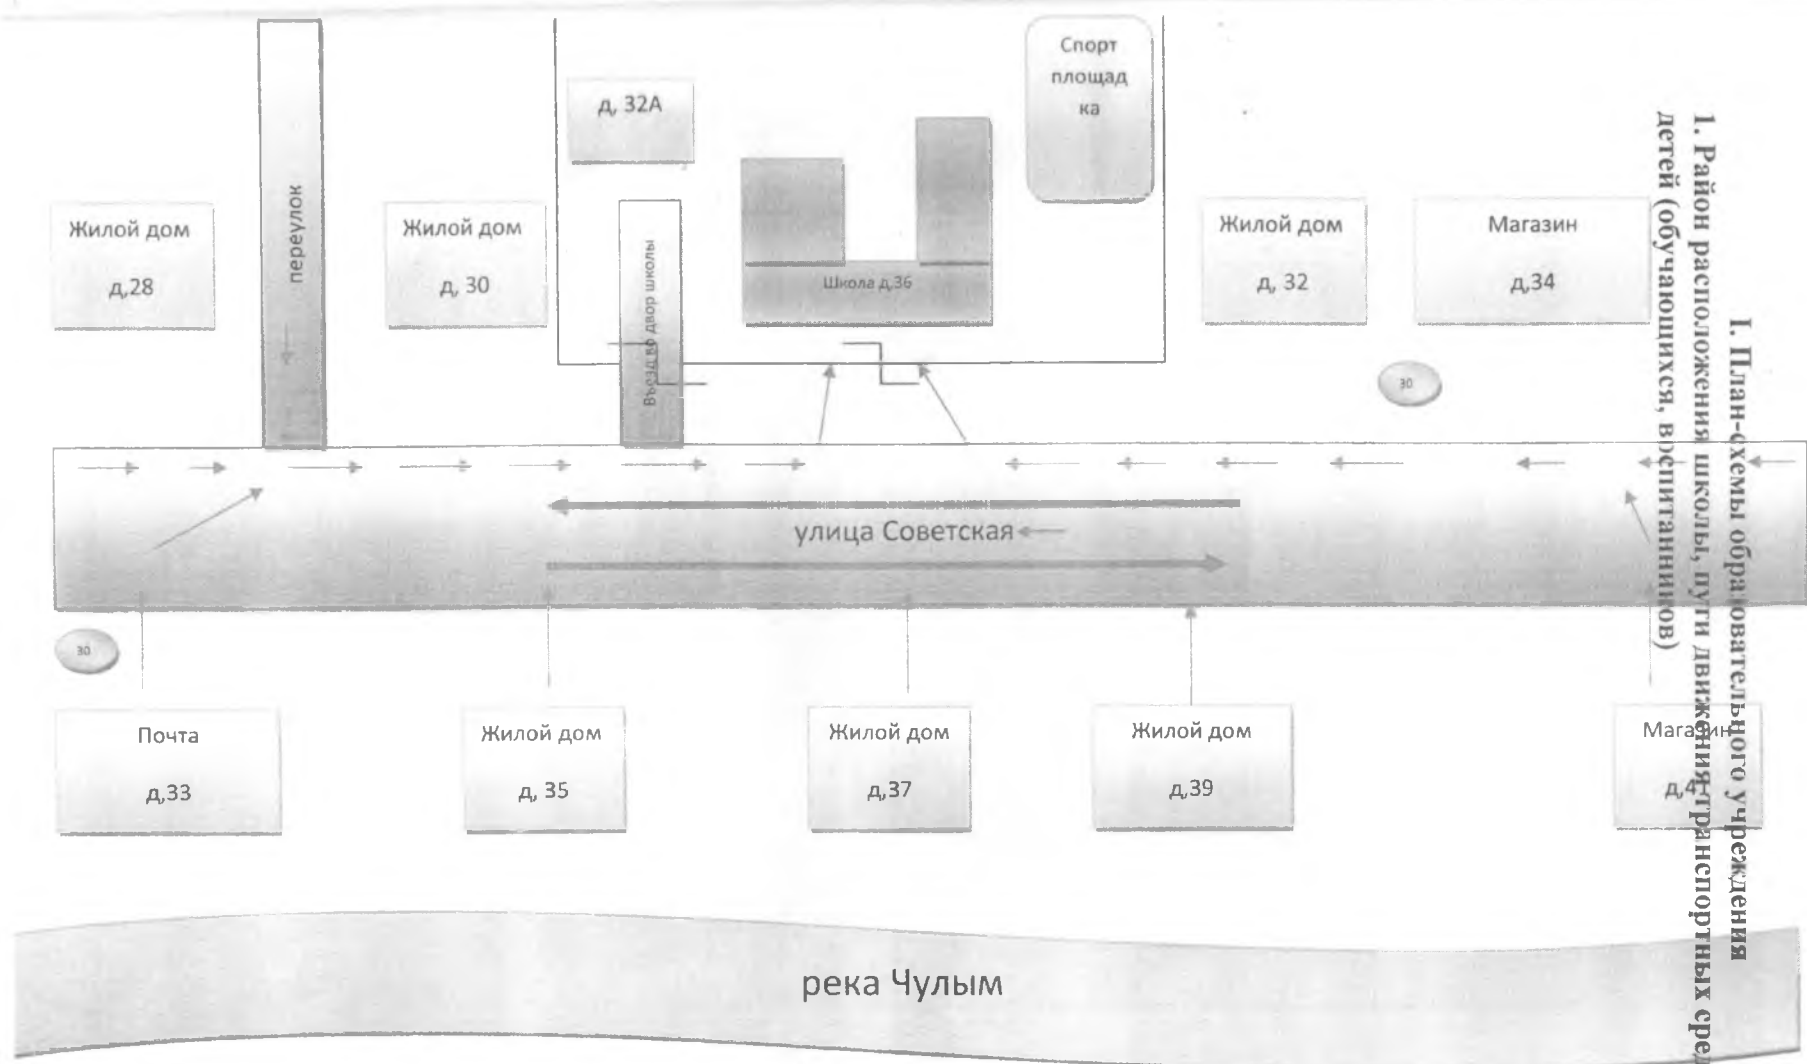 I. План-схемы образовательного учреждения
1. Район расположения школы, пути движения транспортных сред
детей (обучающихся, воспитанников)
Спорт
площад
ка
д, 32А
переулок
Жилой дом
д,28
Жилой дом
д, 30
Въезд во двор школы
Школа д,36
Жилой дом
д, 32
Магазин
д,34
30
улица Советская
30
Почта
д,33
Жилой дом
д, 35
Жилой дом
д,37
Жилой дом
д,39
Магазин
д,41
река Чулым